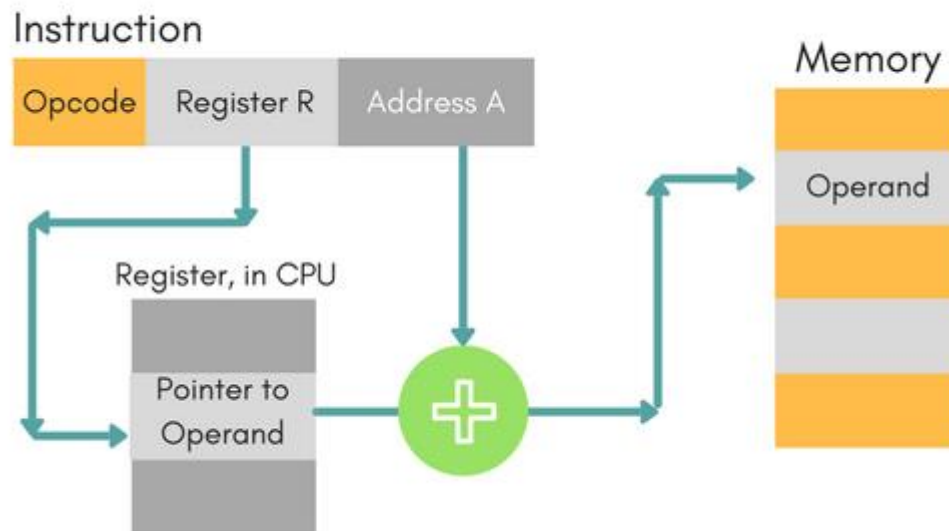 Instruction
Opcode Register R Address A
Memory
Operand
Register, in CPU
Pointer to
Operand